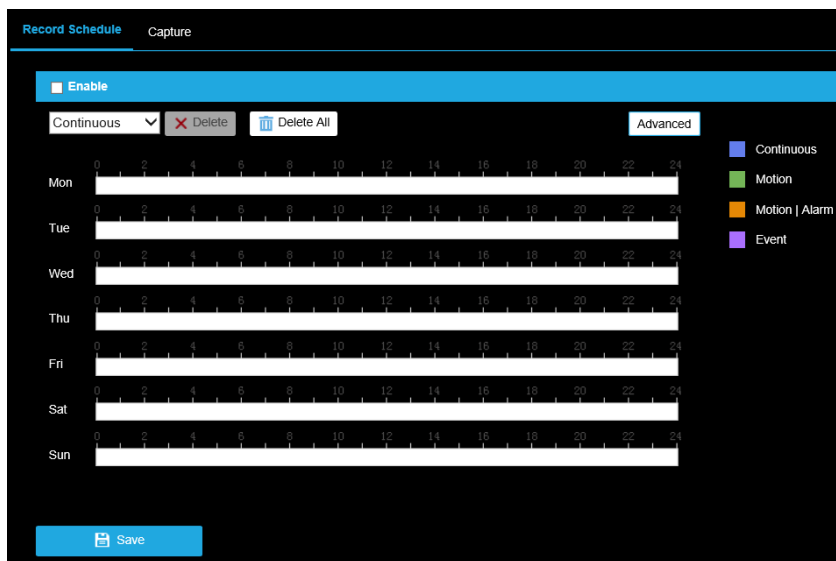 Record Schedule Capture
Enable
Continuous Delete Delete All Advanced
Continuous
Motion
Motion | Alarm
Event
0 2 4 6 8 10 12 14 16 18 20 22 24
Mon
0 2 4 6 8 10 12 14 16 18 20 22 24
Tue
0 2 4 6 8 10 12 14 16 18 20 22 24
Wed
0 2 4 6 8 10 12 14 16 18 20 22 24
Thu
0 2 4 6 8 10 12 14 16 18 20 22 24
Fri
0 2 4 6 8 10 12 14 16 18 20 22 24
Sat
0 2 4 6 8 10 12 14 16 18 20 22 24
Sun
Save